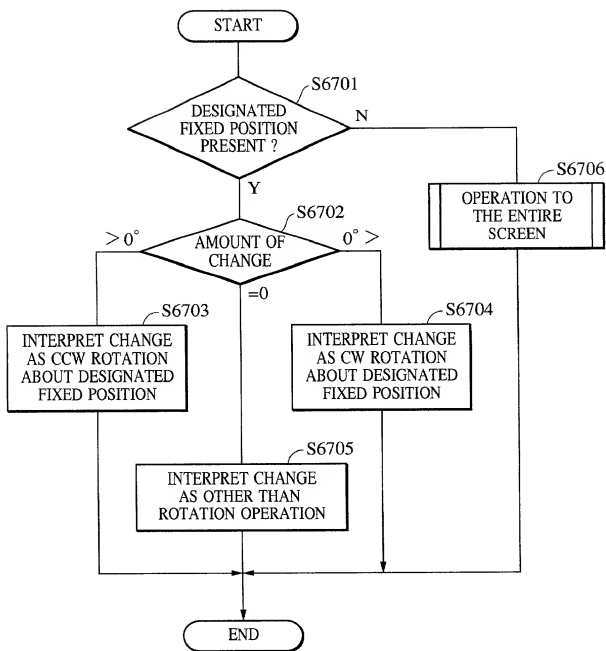 START
S6701
DESIGNATED
FIXED POSITION
PRESENT ?
N
Y
S6706
OPERATION TO
THE ENTIRE
SCREEN
S6702
AMOUNT OF
CHANGE
>0°
0°>
=0
S6703
INTERPRET CHANGE
AS CCW ROTATION
ABOUT DESIGNATED
FIXED POSITION
S6704
INTERPRET CHANGE
AS CW ROTATION
ABOUT DESIGNATED
FIXED POSITION
S6705
INTERPRET CHANGE
AS OTHER THAN
ROTATION OPERATION
END